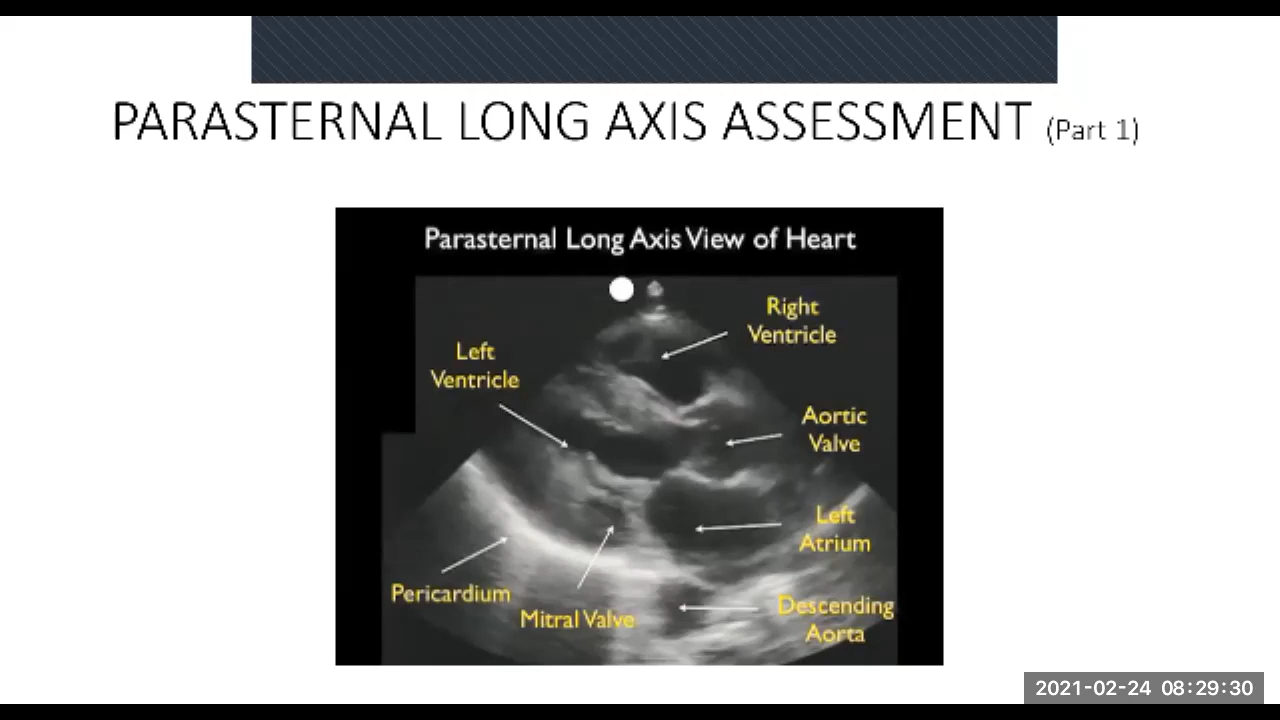 PARASTERNAL LONG AXIS ASSESSMENT (Part 1)
Parasternal Long Axis View of Heart
Right
Ventricle
Left
Ventricle
Aortic
Valve
Left
Atrium
Pericardium
Mitral Valve
Descending
Aorta
2021-02-24 08:29:30